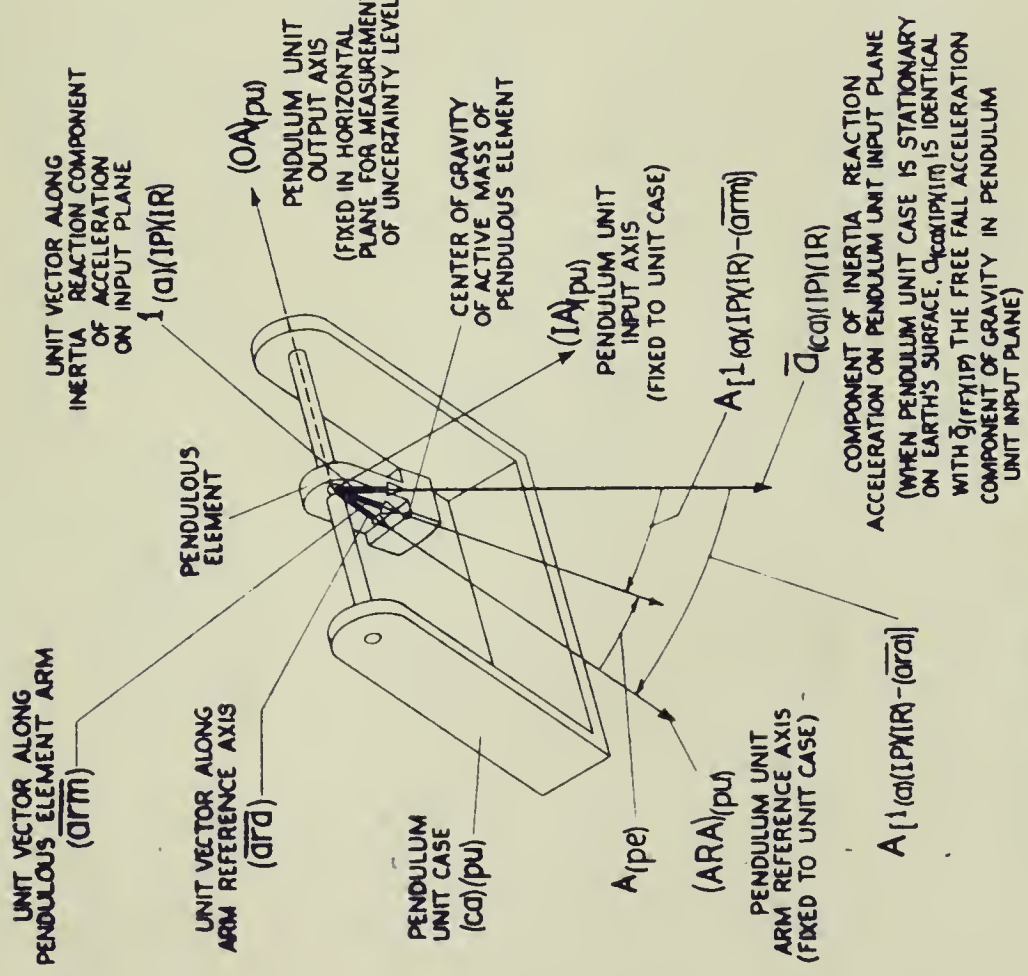 UNIT VECTOR ALONG
PENDULOUS ELEMENT ARM
(arm)
UNIT VECTOR ALONG
ARM REFERENCE AXIS
(ara)
PENDULUM
UNIT CASE
(ca)(pu)
A(pe)
(ARA)(pu)
PENDULUM UNIT
ARM REFERENCE AXIS
(FIXED TO UNIT CASE)
A[1(a)(IP)(IR)-(ara)]
PENDULOUS
ELEMENT
UNIT VECTOR ALONG
INERTIA REACTION COMPONENT
OF ACCELERATION
ON INPUT PLANE
1(a)(IP)(IR)
(OA)(pu)
PENDULUM UNIT
OUTPUT AXIS
(FIXED IN HORIZONTAL
PLANE FOR MEASUREMENT
OF UNCERTAINTY LEVEL
CENTER OF GRAVITY
OF ACTIVE MASS OF
PENDULOUS ELEMENT
(IA)(pu)
PENDULUM UNIT
INPUT AXIS
(FIXED TO UNIT CASE)
A[1(a)(IP)(IR)-(arm)]
a(ca)(IP)(IR)
COMPONENT OF INERTIA REACTION
ACCELERATION ON PENDULUM UNIT INPUT PLANE
(WHEN PENDULUM UNIT CASE IS STATIONARY
ON EARTH'S SURFACE, a(ca)(IP)(IR) IS IDENTICAL
WITH g(FF)(IP) THE FREE FALL ACCELERATION
COMPONENT OF GRAVITY IN PENDULUM
UNIT INPUT PLANE)